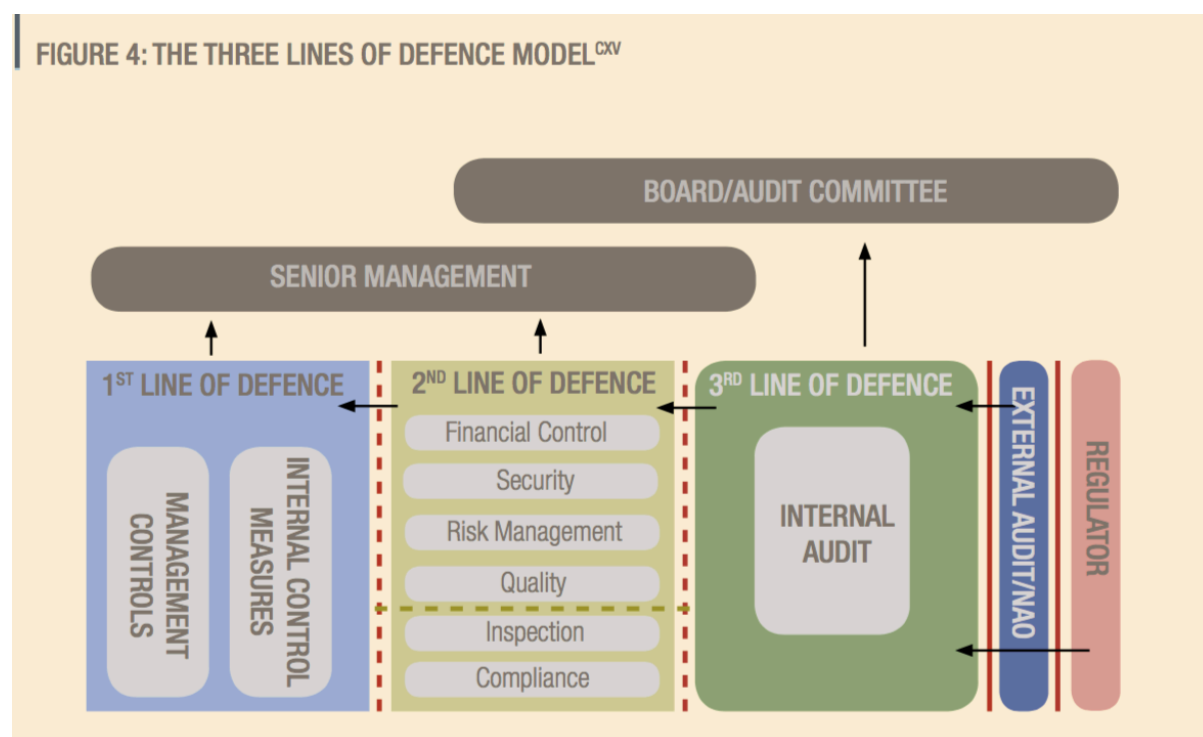 FIGURE 4: THE THREE LINES OF DEFENCE MODELCXV
BOARD/AUDIT COMMITTEE
SENIOR MANAGEMENT
1ST LINE OF DEFENCE
MANAGEMENT
CONTROLS
INTERNAL CONTROL
MEASURES
2ND LINE OF DEFENCE
Financial Control
Security
Risk Management
Quality
Inspection
Compliance
3RD LINE OF DEFENCE
INTERNAL
AUDIT
EXTERNAL AUDIT/NAO
REGULATOR